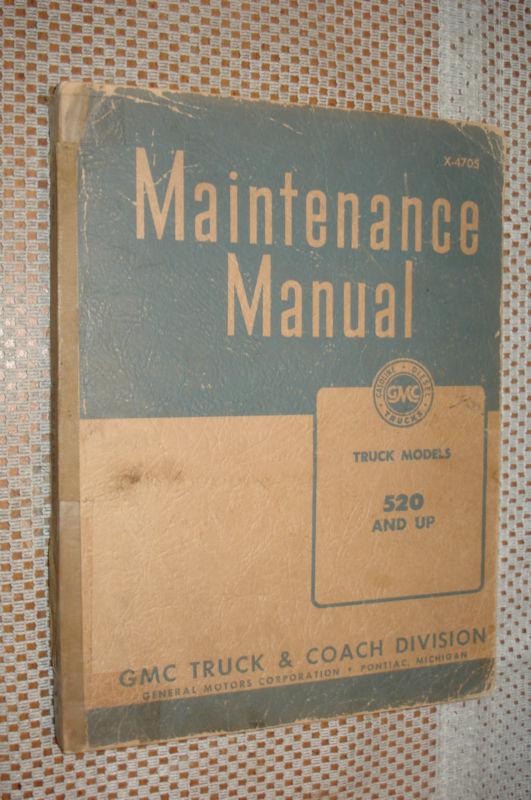 X-4705
Maintenance
Manual
GASOLINE • DIESEL
GMC
TRUCKS
TRUCK MODELS
520
AND UP
GMC TRUCK & COACH DIVISION
GENERAL MOTORS CORPORATION • PONTIAC, MICHIGAN